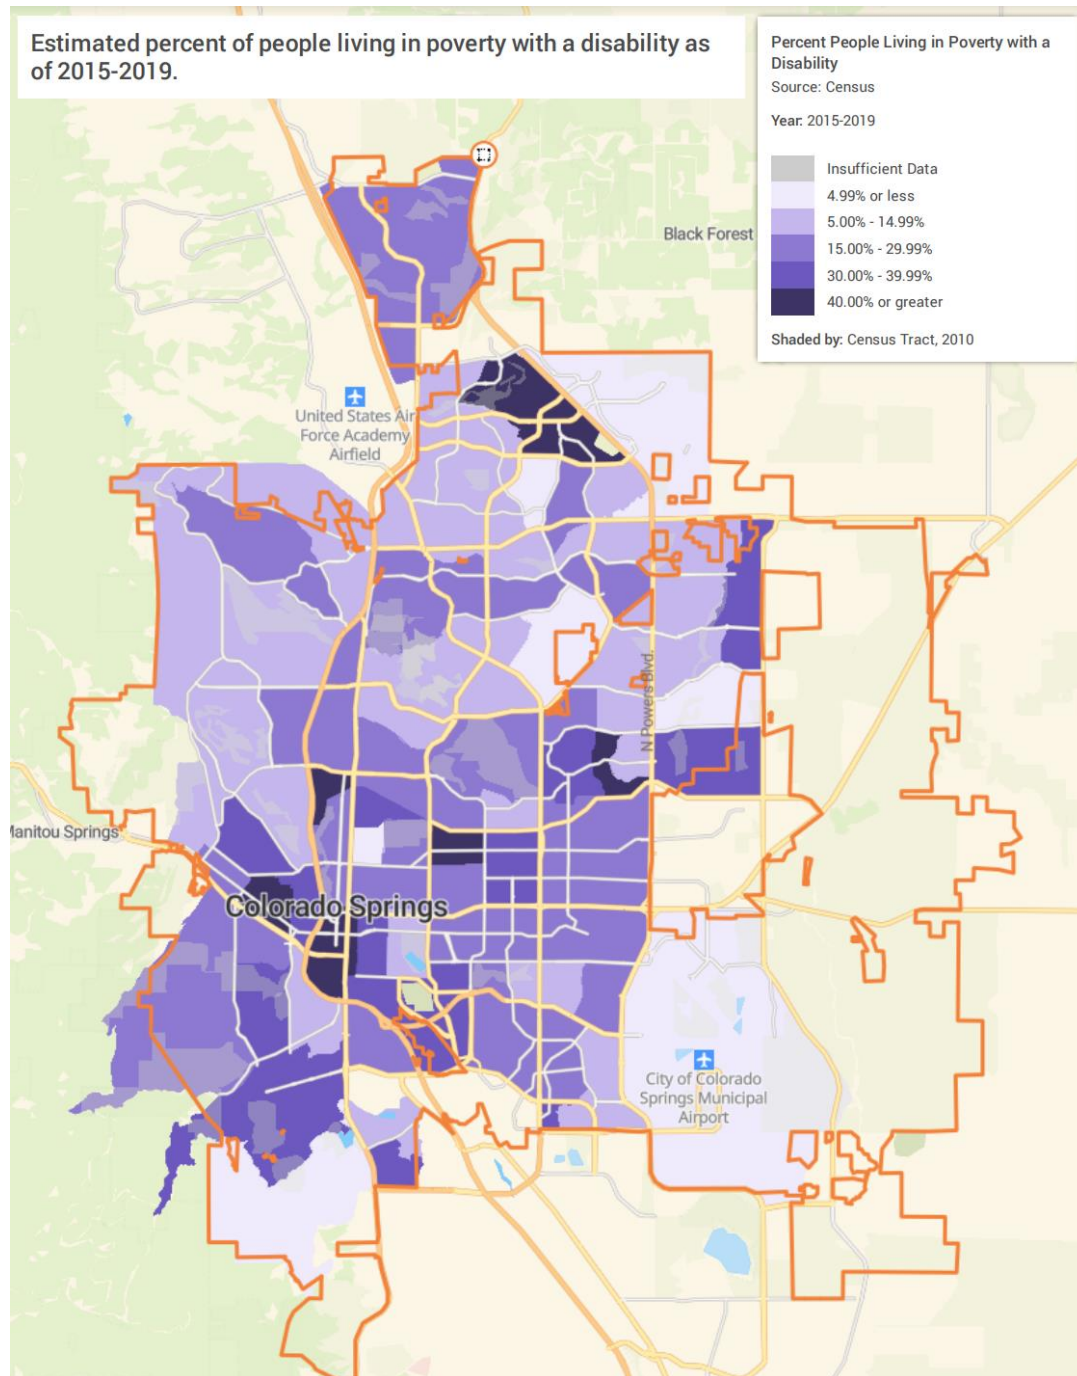 Estimated percent of people living in poverty with a disability as
of 2015-2019.
Percent People Living in Poverty with a
Disability
Source: Census
Year: 2015-2019
Insufficient Data
4.99% or less
5.00% - 14.99%
15.00% - 29.99%
30.00% - 39.99%
40.00% or greater
Shaded by: Census Tract, 2010
Black Forest
United States Air
Force Academy
Airfield
N Powers Blvd.
Manitou Springs
Colorado Springs
City of Colorado
Springs Municipal
Airport